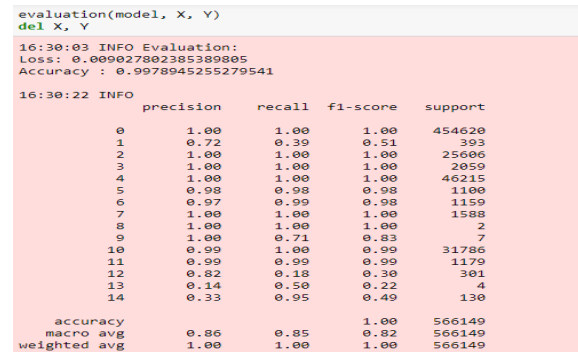 evaluation(model, X, Y)
del X, Y
16:30:03 INFO Evaluation:
Loss: 0.009027802385389805
Accuracy : 0.9978945255279541
16:30:22 INFO
precision recall f1-score support
0 1.00 1.00 1.00 454620
1 0.72 0.39 0.51 393
2 1.00 1.00 1.00 25606
3 1.00 1.00 1.00 2059
4 1.00 1.00 1.00 46215
5 0.98 0.98 0.98 1100
6 0.97 0.99 0.98 1159
7 1.00 1.00 1.00 1588
8 1.00 1.00 1.00 2
9 1.00 0.71 0.83 7
10 0.99 1.00 0.99 31786
11 0.99 0.99 0.99 1179
12 0.82 0.18 0.30 301
13 0.14 0.50 0.22 4
14 0.33 0.95 0.49 130
accuracy 1.00 566149
macro avg 0.86 0.85 0.82 566149
weighted avg 1.00 1.00 1.00 566149